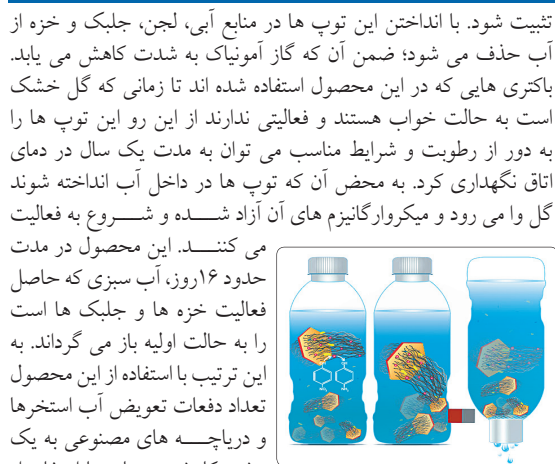 تثبیت شود. با انداختن این توپ ها در منابع آبی، لجن، جلبک و خزه از
آب حذف می شود؛ ضمن آن که گاز آمونیاک به شدت کاهش می یابد.
باکتری هایی که در این محصول استفاده شده اند تا زمانی که گل خشک
است به حالت خواب هستند و فعالیتی ندارند از این رو این توپ ها را
به دور از رطوبت و شرایط مناسب می توان به مدت یک سال در دمای
اتاق نگهداری کرد. به محض آن که توپ ها در داخل آب انداخته شوند
گل وا می رود و میکروارگانیزم های آن آزاد شده و شروع به فعالیت
می کنند. این محصول در مدت
حدود ۱۶روز، آب سبزی که حاصل
فعالیت خزه ها و جلبک ها است
را به حالت اولیه باز می گرداند. به
این ترتیب با استفاده از این محصول
تعداد دفعات تعویض آب استخرها
و دریاچه های مصنوعی به یک